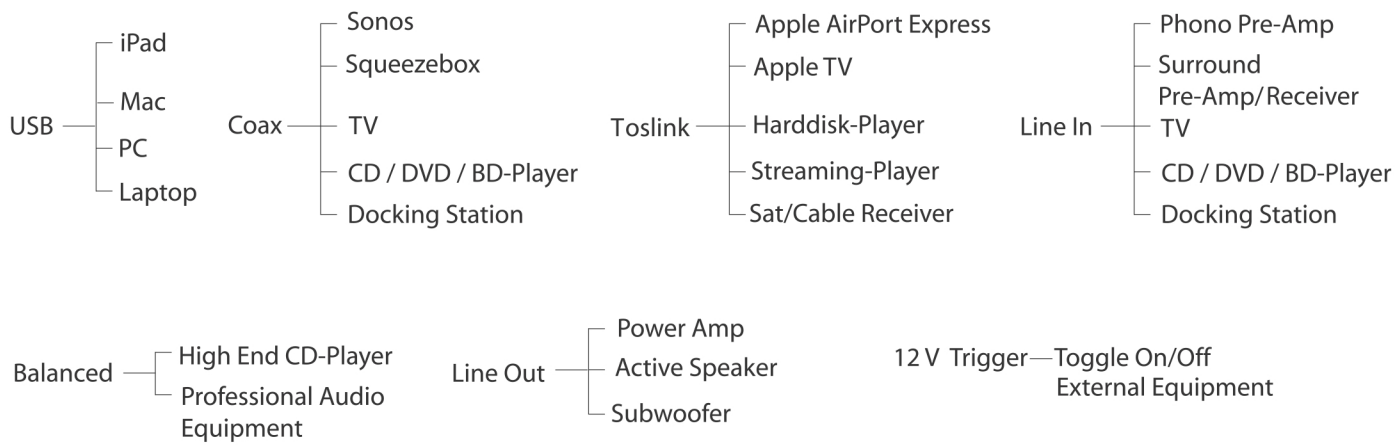 USB
iPad
Mac
PC
Laptop
Coax
Sonos
Squeezebox
TV
CD / DVD / BD-Player
Docking Station
Toslink
Apple AirPort Express
Apple TV
Harddisk-Player
Streaming-Player
Sat/Cable Receiver
Line In
Phono Pre-Amp
Surround
Pre-Amp/Receiver
TV
CD / DVD / BD-Player
Docking Station
Balanced
High End CD-Player
Professional Audio
Equipment
Line Out
Power Amp
Active Speaker
Subwoofer
12 V Trigger
Toggle On/Off
External Equipment